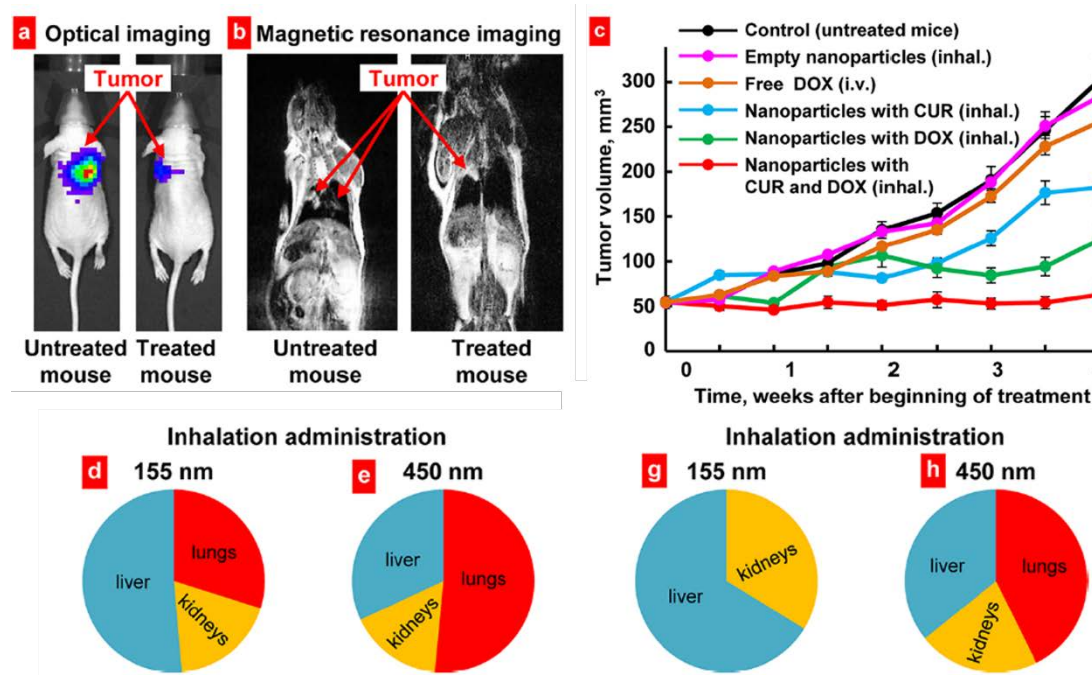 a Optical imaging
Tumor
Untreated mouse
Treated mouse
b Magnetic resonance imaging
Tumor
Untreated mouse
Treated mouse
c
Control (untreated mice)
Empty nanoparticles (inhal.)
Free DOX (i.v.)
Nanoparticles with CUR (inhal.)
Nanoparticles with DOX (inhal.)
Nanoparticles with
CUR and DOX (inhal.)
Tumor volume, mm³
300
250
200
150
100
50
0
0 1 2 3
Time, weeks after beginning of treatment
Inhalation administration
d 155 nm
lungs
liver
kidneys
e 450 nm
liver
lungs
kidneys
Inhalation administration
g 155 nm
kidneys
liver
h 450 nm
liver
lungs
kidneys